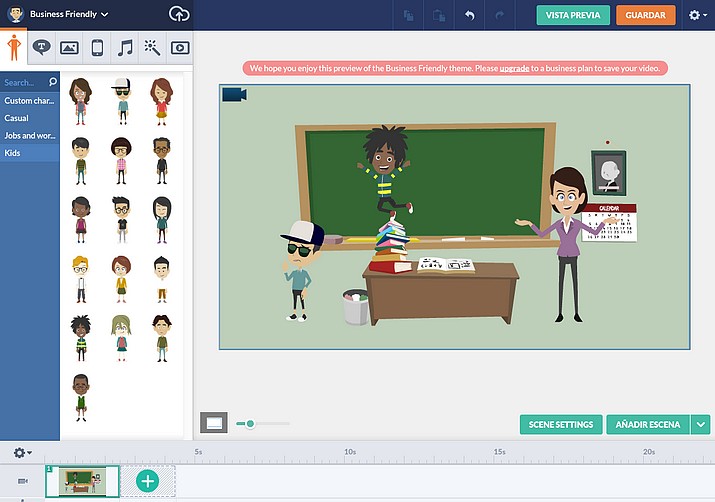 Business Friendly
VISTA PREVIA
GUARDAR
T
We hope you enjoy this preview of the Business Friendly theme. Please upgrade to a business plan to save your video.
Search...
Custom char...
Casual
Jobs and wor...
Kids
CALENDAR
SCENE SETTINGS
AÑADIR ESCENA
5s
10s
15s
20s
1